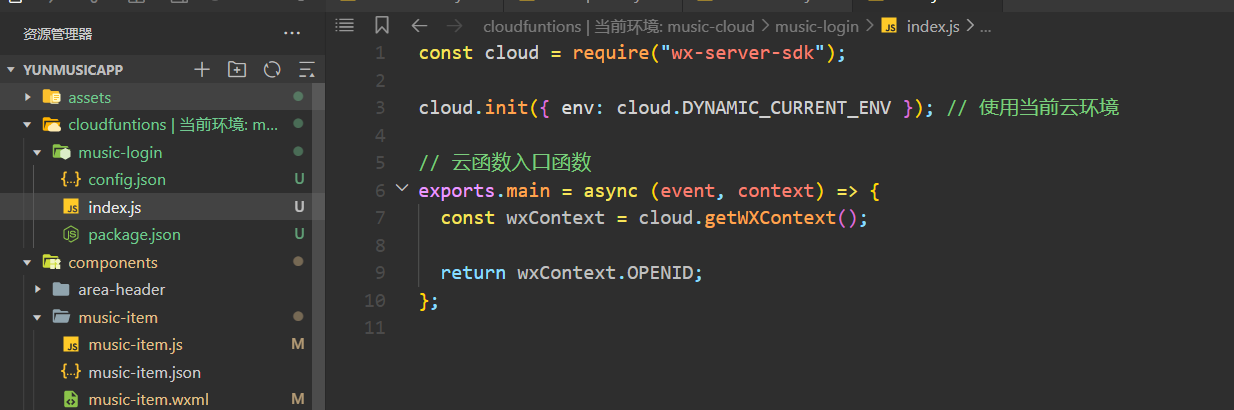 资源管理器
YUNMUSICAPP
assets
cloudfuntions | 当前环境: m...
music-login
config.json U
index.js U
package.json U
components
area-header
music-item
music-item.js M
music-item.json
music-item.wxml M
cloudfuntions | 当前环境: music-cloud > music-login > JS index.js > ...
1 const cloud = require("wx-server-sdk");
2
3 cloud.init({ env: cloud.DYNAMIC_CURRENT_ENV }); // 使用当前云环境
4
5 // 云函数入口函数
6 exports.main = async (event, context) => {
7 const wxContext = cloud.getWXContext();
8
9 return wxContext.OPENID;
10 };
11